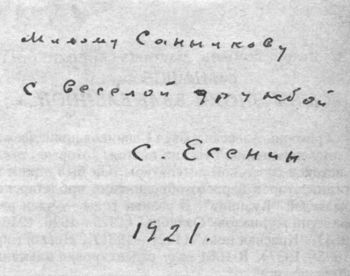 Милому Санникову
с веселой дружбой
С. Есенин
1921.